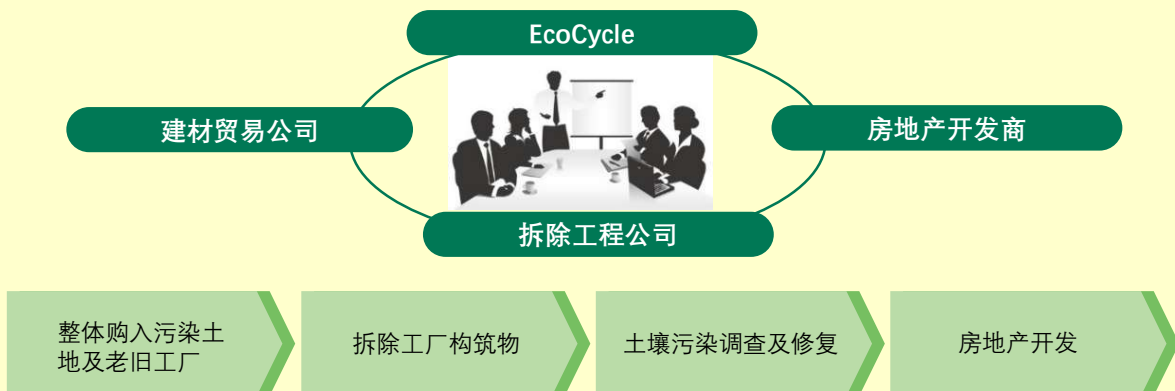 EcoCycle
建材贸易公司
房地产开发商
拆除工程公司
整体购入污染土
地及老旧工厂
拆除工厂构筑物
土壤污染调查及修复
房地产开发